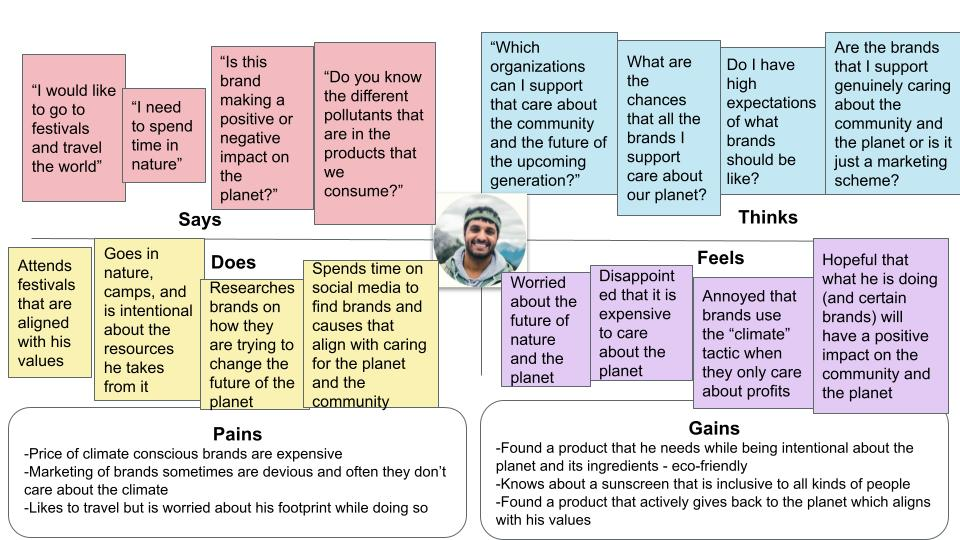 “I would like
to go to
festivals
and travel
the world”
“I need
to spend
time in
nature”
“Is this
brand
making a
positive or
negative
impact on
the
planet?”
“Do you know
the different
pollutants that
are in the
products that
we
consume?”
Says
“Which
organizations
can I support
that care about
the community
and the future of
the upcoming
generation?”
What are
the
chances
that all the
brands I
support
care about
our planet?
Do I have
high
expectations
of what
brands
should be
like?
Are the brands
that I support
genuinely caring
about the
community and
the planet or is it
just a marketing
scheme?
Thinks
Attends
festivals
that are
aligned
with his
values
Goes in
nature,
camps, and
is intentional
about the
resources
he takes
from it
Does
Researches
brands on
how they
are trying to
change the
future of the
planet
Spends time on
social media to
find brands and
causes that
align with caring
for the planet
and the
community
Feels
Worried
about the
future of
nature
and the
planet
Disappoint
ed that it is
expensive
to care
about the
planet
Annoyed that
brands use
the “climate”
tactic when
they only care
about profits
Hopeful that
what he is doing
(and certain
brands) will
have a positive
impact on the
community and
the planet
Pains
-Price of climate conscious brands are expensive
-Marketing of brands sometimes are devious and often they don’t
care about the climate
-Likes to travel but is worried about his footprint while doing so
Gains
-Found a product that he needs while being intentional about the
planet and its ingredients - eco-friendly
-Knows about a sunscreen that is inclusive to all kinds of people
-Found a product that actively gives back to the planet which aligns
with his values